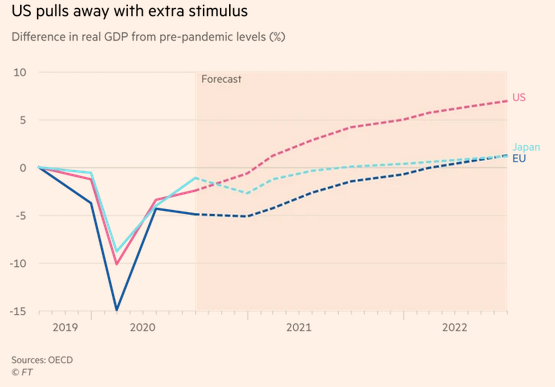 US pulls away with extra stimulus
Difference in real GDP from pre-pandemic levels (%)
10
Forecast
US
5
Japan
EU
0
-5
-10
-15
2019 2020 2021 2022
Sources: OECD
© FT